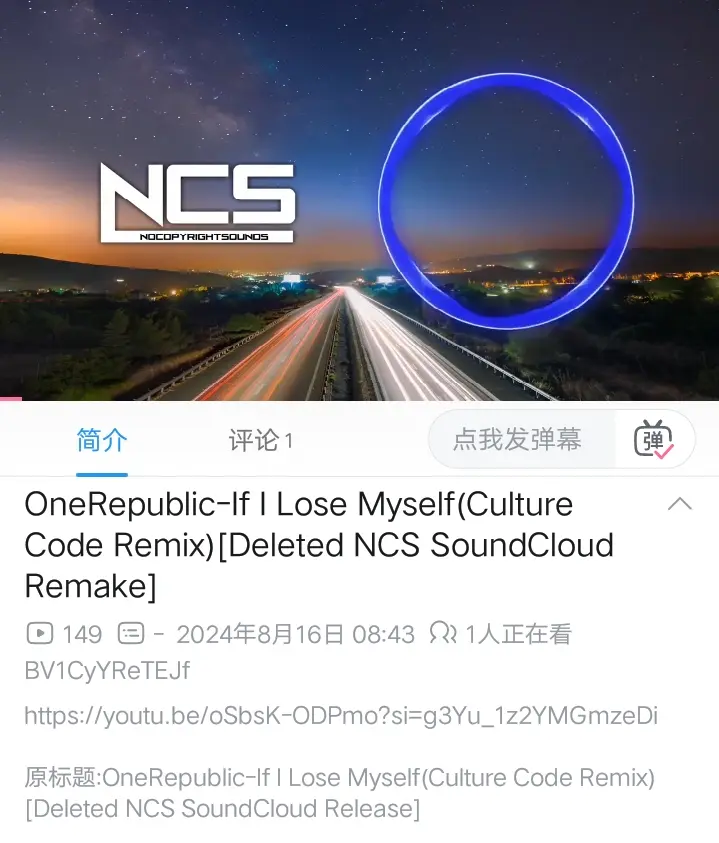 NCS
NOCOPYRIGHTSOUNDS
简介
评论 1
点我发弹幕
弹
OneRepublic-If I Lose Myself(Culture
Code Remix)[Deleted NCS SoundCloud
Remake]
149 - 2024年8月16日 08:43 1人正在看
BV1CyYReTEJf
https://youtu.be/oSbsK-ODPmo?si=g3Yu_1z2YMGmzeDi
原标题:OneRepublic-If I Lose Myself(Culture Code Remix)
[Deleted NCS SoundCloud Release]